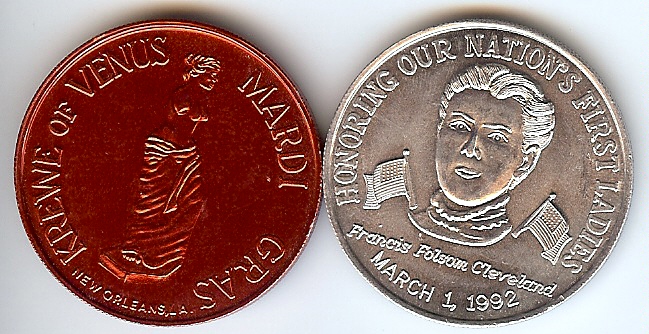 KREWE OF VENUS
MARDI GRAS
NEW ORLEANS, LA.
HONORING OUR NATION'S FIRST LADIES
Francis Folsom Cleveland
MARCH 1, 1992